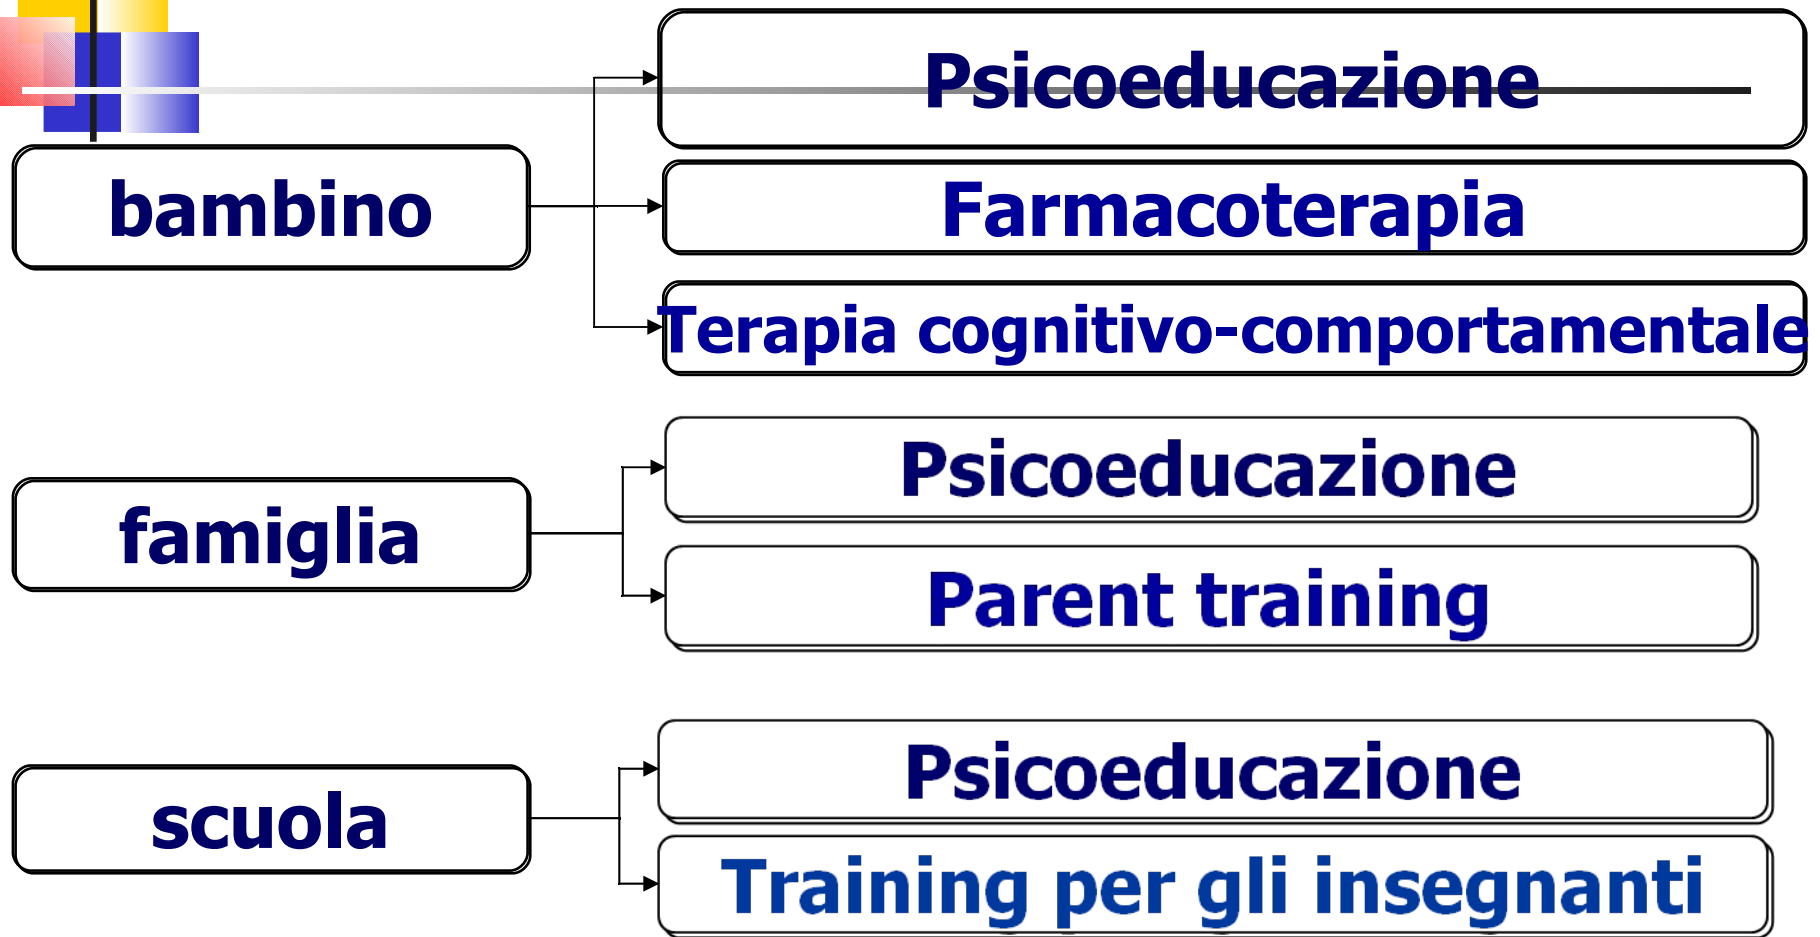 Psicoeducazione
bambino
Farmacoterapia
Terapia cognitivo-comportamentale
Psicoeducazione
famiglia
Parent training
Psicoeducazione
scuola
Training per gli insegnanti